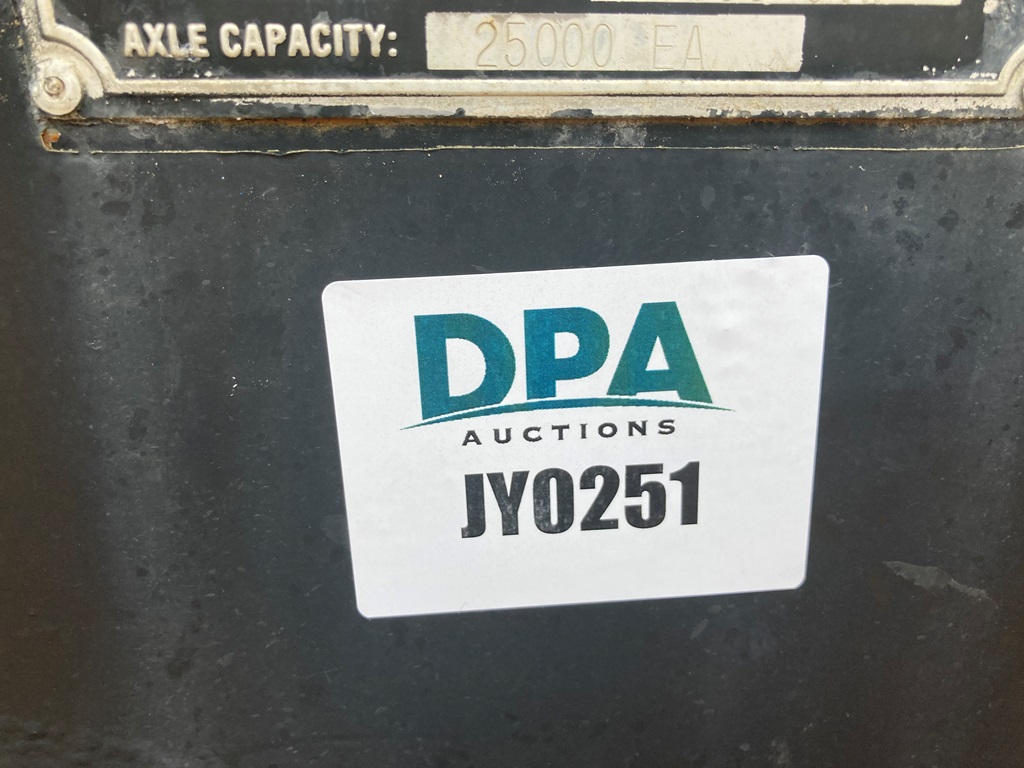 AXLE CAPACITY: 25000 EA
DPA
AUCTIONS
JY0251